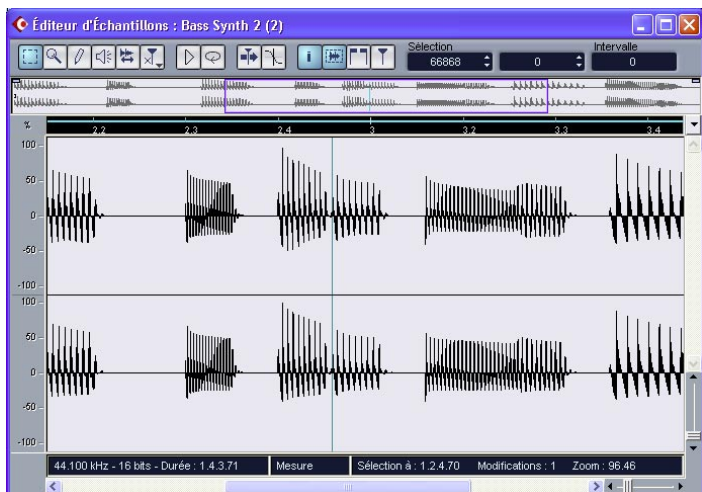 Éditeur d'Échantillons : Bass Synth 2 (2)
Sélection Intervalle
66868 0 0
% 2.2 2.3 2.4 3 3.2 3.3 3.4
100
50
0
-50
-100
100
50
0
-50
-100
44.100 kHz - 16 bits - Durée : 1.4.3.71 Mesure Sélection à : 1.2.4.70 Modifications : 1 Zoom : 96.46